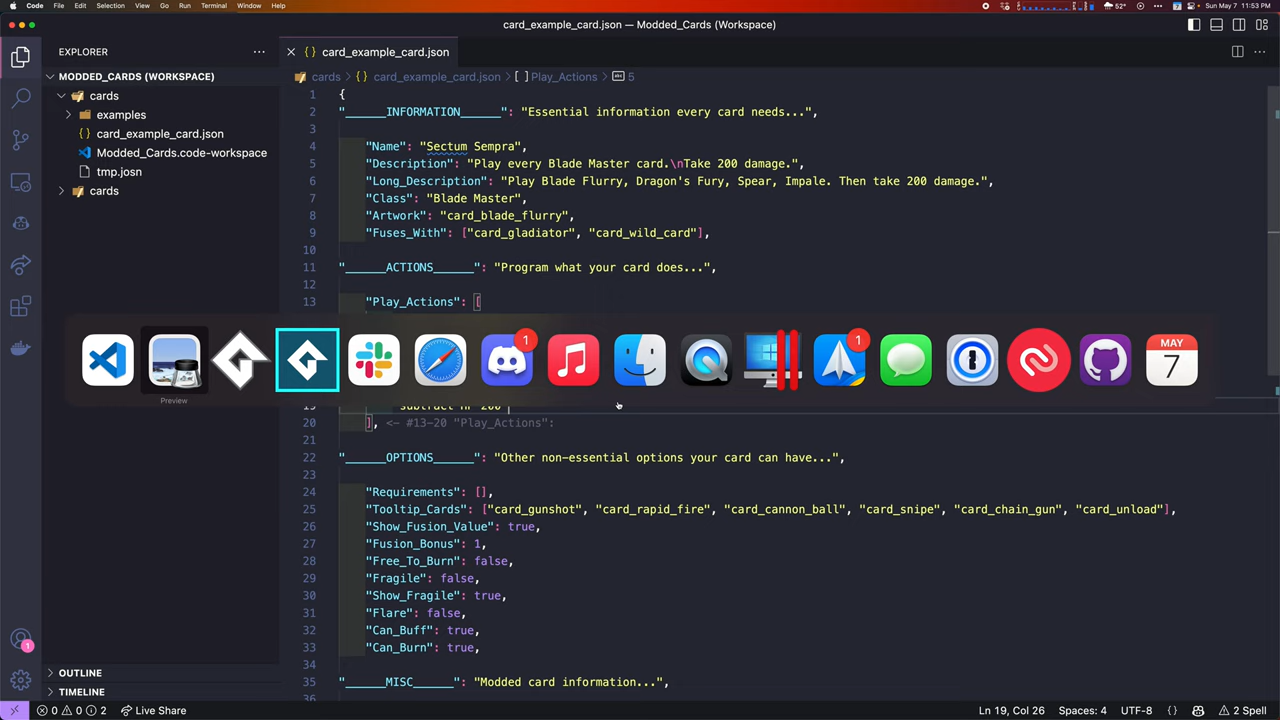 Code File Edit Selection View Go Run Terminal Window Help
52° Sun May 7 11:53 PM
card_example_card.json — Modded_Cards (Workspace)
EXPLORER
card_example_card.json
MODDED_CARDS (WORKSPACE)
cards
examples
card_example_card.json
Modded_Cards.code-workspace
tmp.josn
cards
cards card_example_card.json Play_Actions 5
1 {
2 "______INFORMATION______": "Essential information every card needs...",
3
4 "Name": "Sectum Sempra",
5 "Description": "Play every Blade Master card.\nTake 200 damage.",
6 "Long_Description": "Play Blade Flurry, Dragon's Fury, Spear, Impale. Then take 200 damage.",
7 "Class": "Blade Master",
8 "Artwork": "card_blade_flurry",
9 "Fuses_With": ["card_gladiator", "card_wild_card"],
10
11 "______ACTIONS______": "Program what your card does...",
12
13 "Play_Actions": [
1
1
MAY
7
Preview
20 ], <- #13-20 "Play_Actions":
21
22 "______OPTIONS______": "Other non-essential options your card can have...",
23
24 "Requirements": [],
25 "Tooltip_Cards": ["card_gunshot", "card_rapid_fire", "card_cannon_ball", "card_snipe", "card_chain_gun", "card_unload"],
26 "Show_Fusion_Value": true,
27 "Fusion_Bonus": 1,
28 "Free_To_Burn": false,
29 "Fragile": false,
30 "Show_Fragile": true,
31 "Flare": false,
32 "Can_Buff": true,
33 "Can_Burn": true,
34
35 "______MISC______": "Modded card information...",
36
OUTLINE
TIMELINE
1
0 0 2 Live Share
Ln 19, Col 26 Spaces: 4 UTF-8 {} 2 Spell